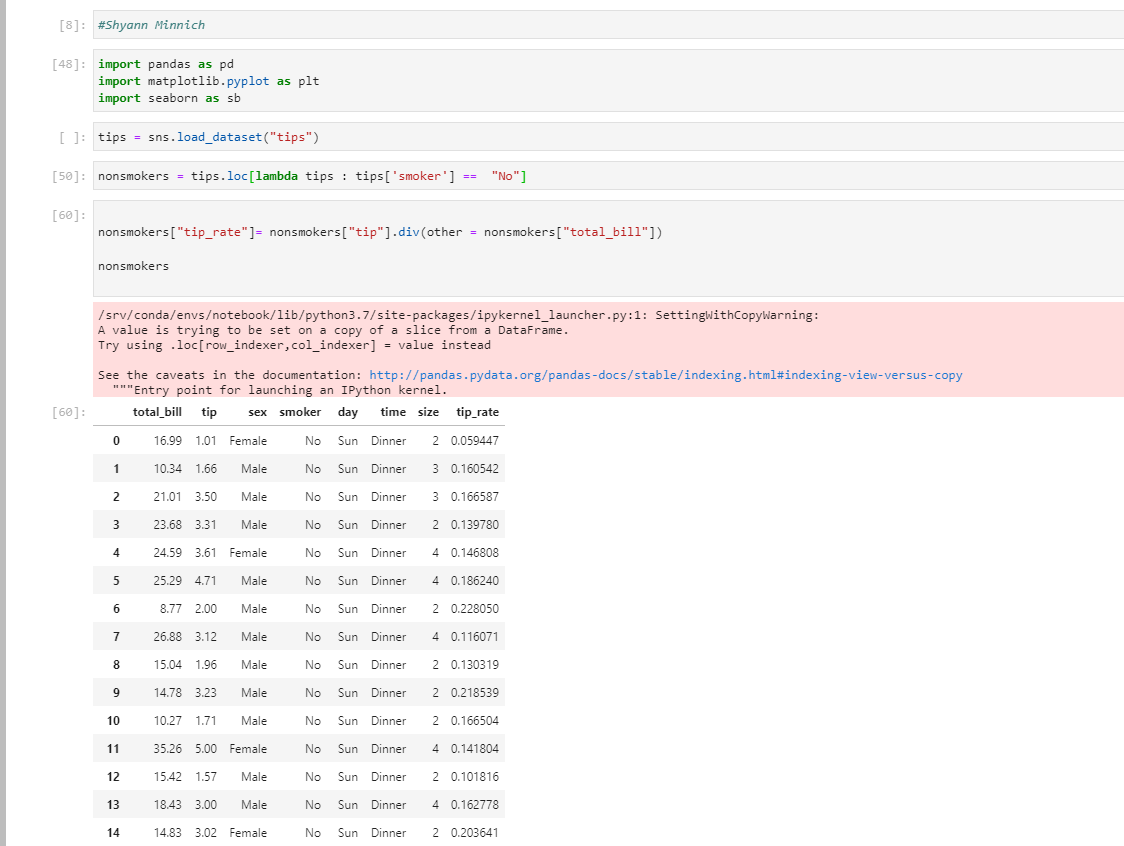 [8]: #Shyann Minnich
[48]: import pandas as pd
import matplotlib.pyplot as plt
import seaborn as sb
[ ]: tips = sns.load_dataset("tips")
[50]: nonsmokers = tips.loc[lambda tips : tips['smoker'] ==  "No"]
[60]:
nonsmokers["tip_rate"]= nonsmokers["tip"].div(other = nonsmokers["total_bill"])
nonsmokers
/srv/conda/envs/notebook/lib/python3.7/site-packages/ipykernel_launcher.py:1: SettingWithCopyWarning:
A value is trying to be set on a copy of a slice from a DataFrame.
Try using .loc[row_indexer,col_indexer] = value instead
See the caveats in the documentation: http://pandas.pydata.org/pandas-docs/stable/indexing.html#indexing-view-versus-copy
"""Entry point for launching an IPython kernel.
[60]: total_bill tip sex smoker day time size tip_rate
0 16.99 1.01 Female No Sun Dinner 2 0.059447
1 10.34 1.66 Male No Sun Dinner 3 0.160542
2 21.01 3.50 Male No Sun Dinner 3 0.166587
3 23.68 3.31 Male No Sun Dinner 2 0.139780
4 24.59 3.61 Female No Sun Dinner 4 0.146808
5 25.29 4.71 Male No Sun Dinner 4 0.186240
6 8.77 2.00 Male No Sun Dinner 2 0.228050
7 26.88 3.12 Male No Sun Dinner 4 0.116071
8 15.04 1.96 Male No Sun Dinner 2 0.130319
9 14.78 3.23 Male No Sun Dinner 2 0.218539
10 10.27 1.71 Male No Sun Dinner 2 0.166504
11 35.26 5.00 Female No Sun Dinner 4 0.141804
12 15.42 1.57 Male No Sun Dinner 2 0.101816
13 18.43 3.00 Male No Sun Dinner 4 0.162778
14 14.83 3.02 Female No Sun Dinner 2 0.203641